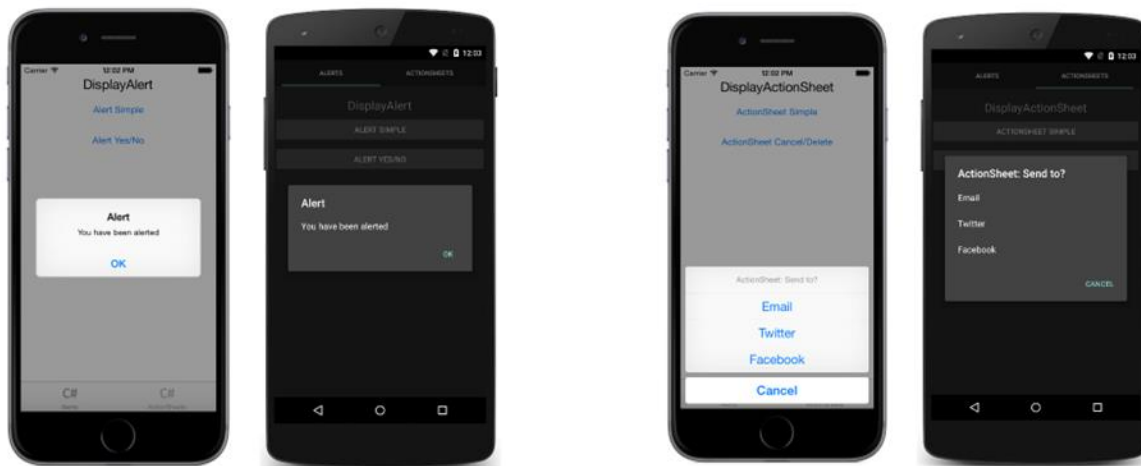 Carrier 12:02 PM
DisplayAlert
Alert Simple
Alert Yes/No
Alert
You have been alerted
OK
C# C#
12:03
ALERTS ACTIONSHEETS
DisplayAlert
ALERT SIMPLE
ALERT YES/NO
Alert
You have been alerted
OK
Carrier 12:02 PM
DisplayActionSheet
ActionSheet Simple
ActionSheet Cancel/Delete
ActionSheet: Send to?
Email
Twitter
Facebook
Cancel
12:03
ALERTS ACTIONSHEETS
DisplayActionSheet
ACTIONSHEET SIMPLE
ActionSheet: Send to?
Email
Twitter
Facebook
CANCEL